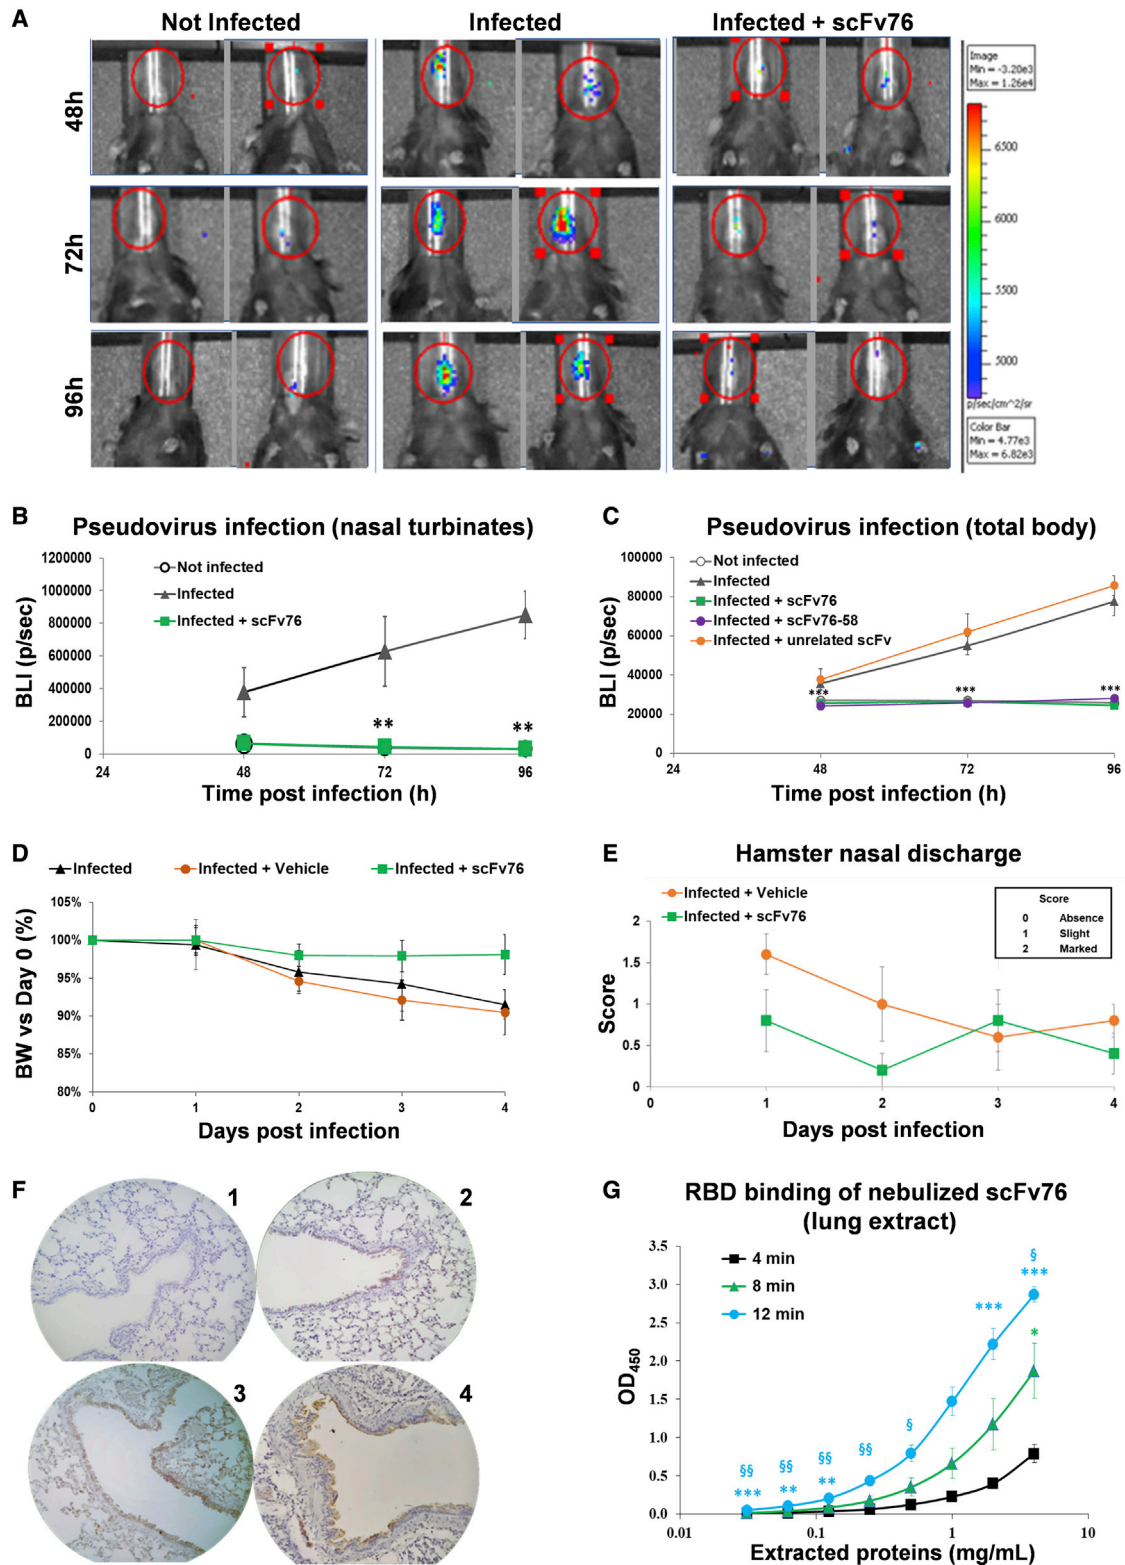 A
Not Infected
Infected
Infected + scFv76
48h
72h
96h
Image
Min = -3.20e3
Max = 1.26e4
6500
6000
5500
5000
p/sec/cm^2/sr
Color Bar
Min = 4.77e3
Max = 6.82e3
B
Pseudovirus infection (nasal turbinates)
BLI (p/sec)
1200000
1000000
800000
600000
400000
200000
0
Not infected
Infected
Infected + scFv76
**
**
24
48
72
96
Time post infection (h)
C
Pseudovirus infection (total body)
BLI (p/sec)
100000
80000
60000
40000
20000
0
Not infected
Infected
Infected + scFv76
Infected + scFv76-58
Infected + unrelated scFv
***
***
***
24
48
72
96
Time post infection (h)
D
Infected
Infected + Vehicle
Infected + scFv76
BW vs Day 0 (%)
105%
100%
95%
90%
85%
80%
0
1
2
3
4
Days post infection
E
Hamster nasal discharge
Infected + Vehicle
Infected + scFv76
Score
0 Absence
1 Slight
2 Marked
Score
2
1.5
1
0.5
0
0
1
2
3
4
Days post infection
F
1
2
3
4
G
RBD binding of nebulized scFv76
(lung extract)
OD450
3.5
3.0
2.5
2.0
1.5
1.0
0.5
0.0
4 min
8 min
12 min
§
***
***
*
§
§§
§§
**
§§
**
§§
***
0.01
0.1
1
10
Extracted proteins (mg/mL)